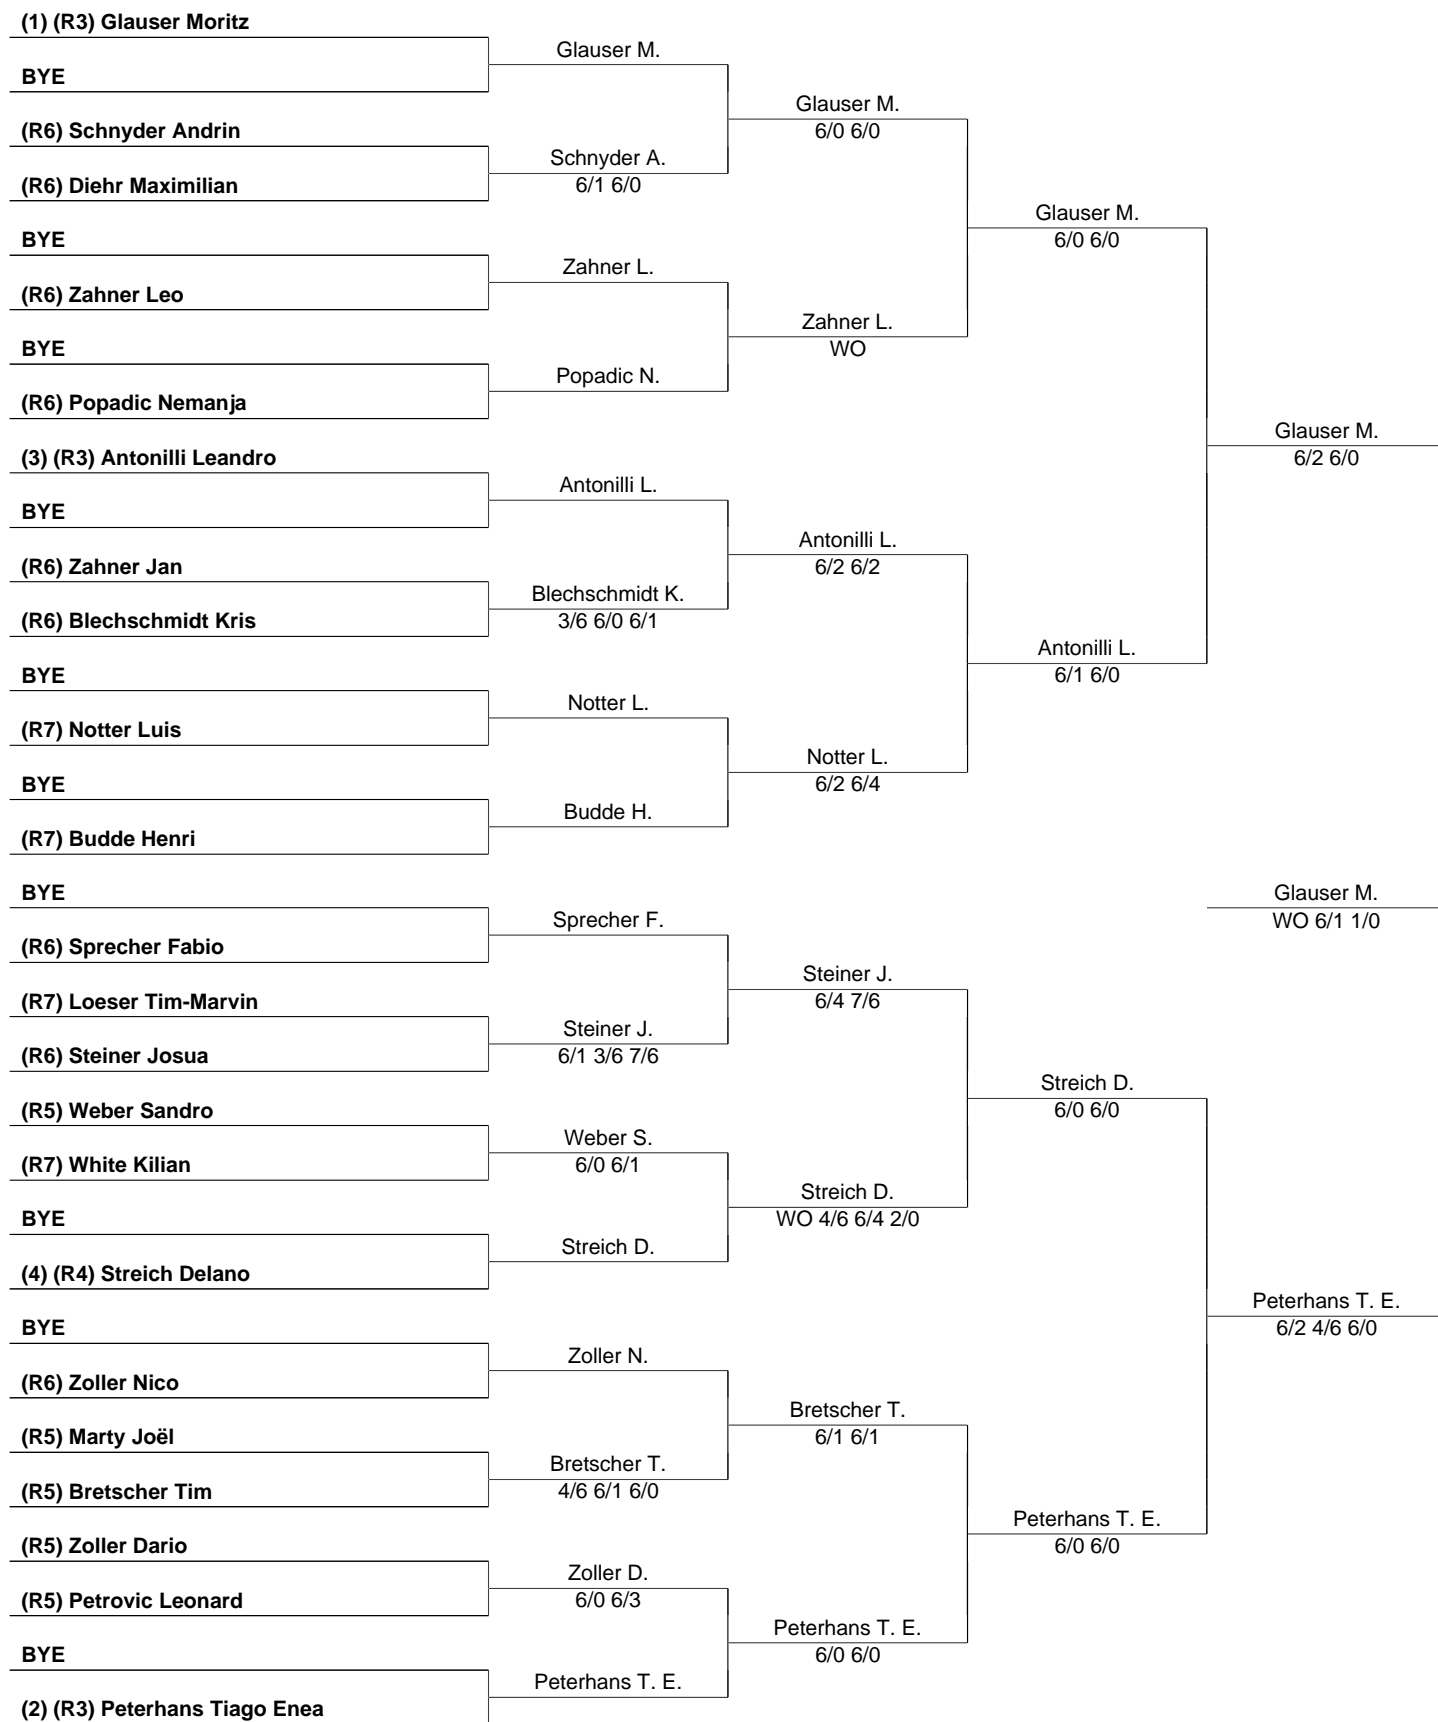 (1) (R3) Glauser Moritz
Glauser M.
BYE
Glauser M.
6/0 6/0
(R6) Schnyder Andrin
Schnyder A.
6/1 6/0
(R6) Diehr Maximilian
Glauser M.
6/0 6/0
BYE
Zahner L.
(R6) Zahner Leo
Zahner L.
WO
BYE
Popadic N.
(R6) Popadic Nemanja
Glauser M.
6/2 6/0
(3) (R3) Antonilli Leandro
Antonilli L.
BYE
Antonilli L.
6/2 6/2
(R6) Zahner Jan
Blechschmidt K.
3/6 6/0 6/1
(R6) Blechschmidt Kris
Antonilli L.
6/1 6/0
BYE
Notter L.
(R7) Notter Luis
Notter L.
6/2 6/4
BYE
Budde H.
(R7) Budde Henri
BYE
Glauser M.
WO 6/1 1/0
Sprecher F.
(R6) Sprecher Fabio
Steiner J.
6/4 7/6
(R7) Loeser Tim-Marvin
Steiner J.
6/1 3/6 7/6
(R6) Steiner Josua
Streich D.
6/0 6/0
(R5) Weber Sandro
Weber S.
6/0 6/1
(R7) White Kilian
Streich D.
WO 4/6 6/4 2/0
BYE
Streich D.
(4) (R4) Streich Delano
Peterhans T. E.
6/2 4/6 6/0
BYE
Zoller N.
(R6) Zoller Nico
Bretscher T.
6/1 6/1
(R5) Marty Joël
Bretscher T.
4/6 6/1 6/0
(R5) Bretscher Tim
Peterhans T. E.
6/0 6/0
(R5) Zoller Dario
Zoller D.
6/0 6/3
(R5) Petrovic Leonard
Peterhans T. E.
6/0 6/0
BYE
Peterhans T. E.
(2) (R3) Peterhans Tiago Enea